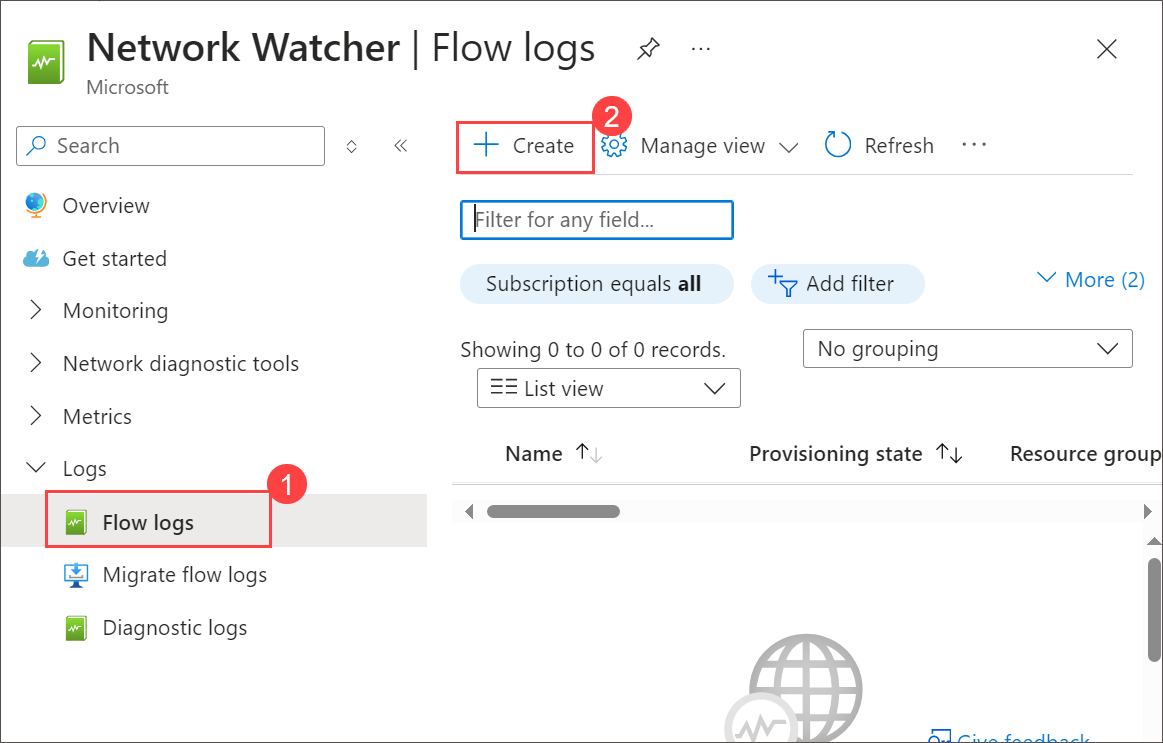 Network Watcher | Flow logs
Microsoft
Search
Overview
Get started
Monitoring
Network diagnostic tools
Metrics
Logs
1
Flow logs
Migrate flow logs
Diagnostic logs
2
Create
Manage view
Refresh
Filter for any field...
Subscription equals all
Add filter
More (2)
Showing 0 to 0 of 0 records.
No grouping
List view
Name
Provisioning state
Resource group
Give feedback